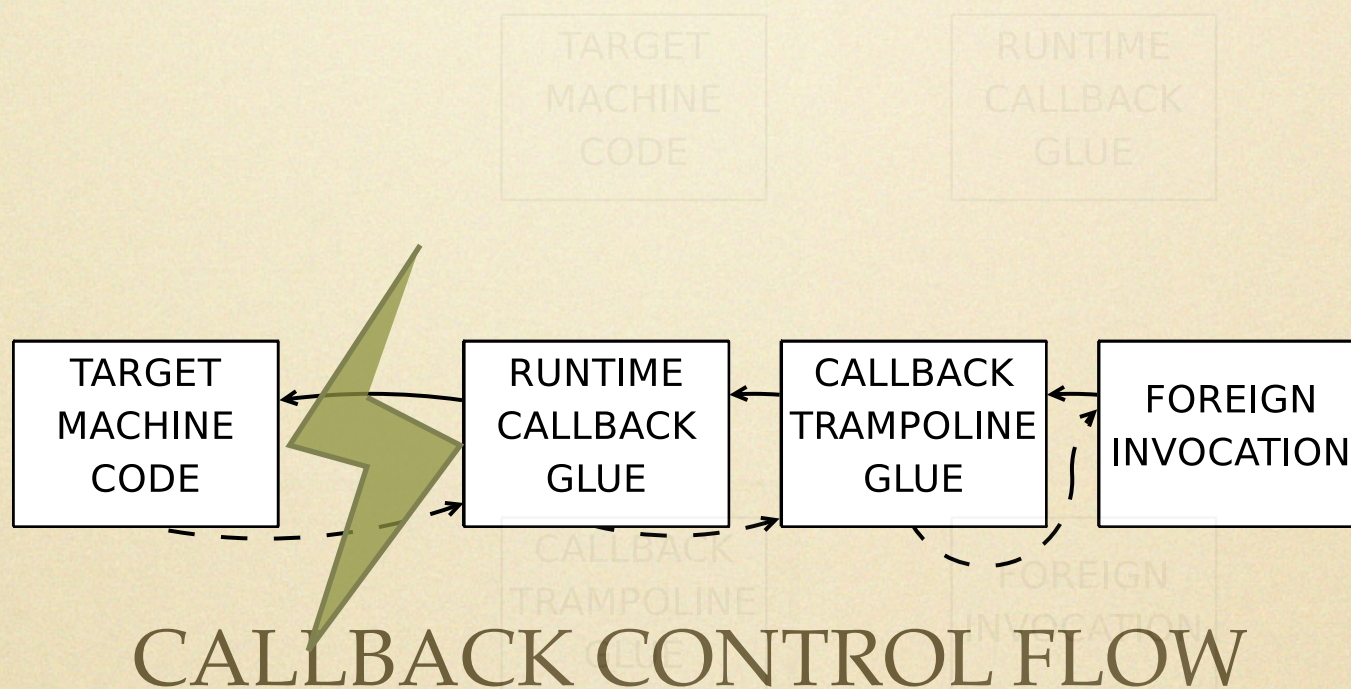 TARGET
MACHINE
CODE
RUNTIME
CALLBACK
GLUE
TARGET
MACHINE
CODE
RUNTIME
CALLBACK
GLUE
CALLBACK
TRAMPOLINE
GLUE
FOREIGN
INVOCATION
CALLBACK
TRAMPOLINE
GLUE
FOREIGN
INVOCATION
CALLBACK CONTROL FLOW